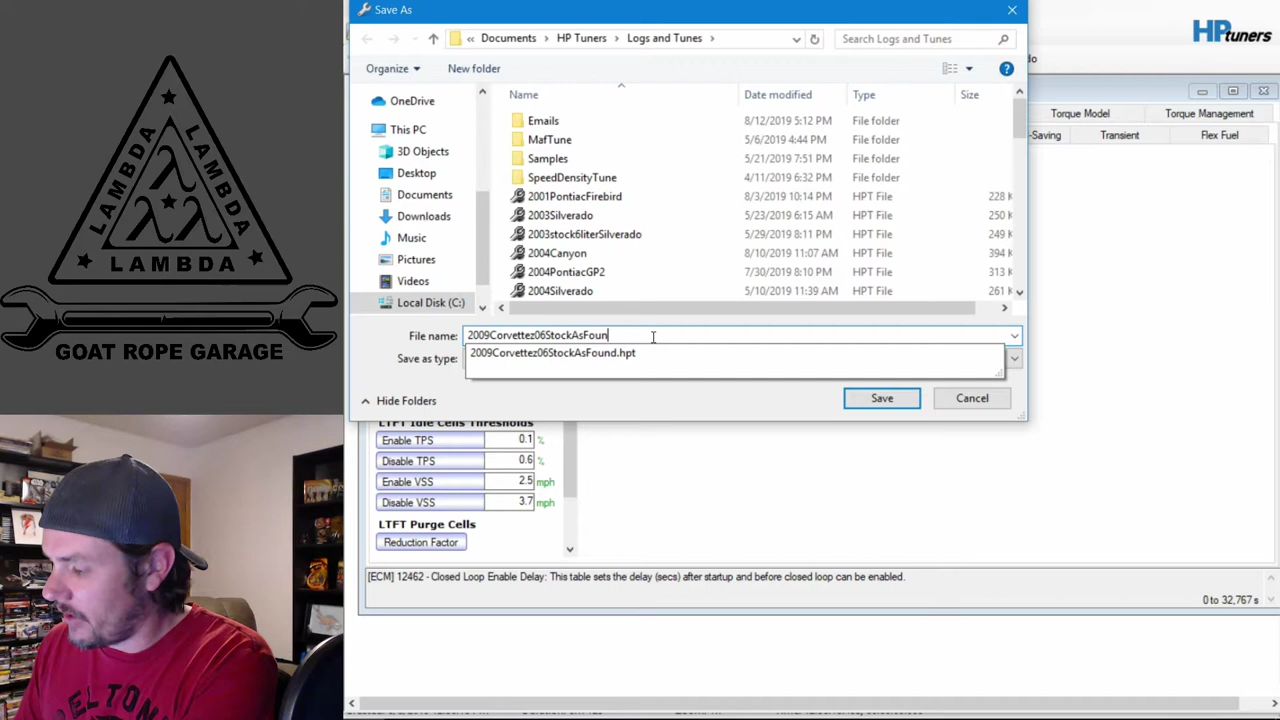 Save As
« Documents > HP Tuners > Logs and Tunes >
Search Logs and Tunes
HPtuners
Organize
New folder
Name
Date modified
Type
Size
OneDrive
This PC
3D Objects
Desktop
Documents
Downloads
Music
Pictures
Videos
Local Disk (C:)
Emails 8/12/2019 5:12 PM File folder
MafTune 5/6/2019 4:44 PM File folder
Samples 5/21/2019 7:51 PM File folder
SpeedDensityTune 4/11/2019 6:32 PM File folder
2001PontiacFirebird 8/3/2019 10:14 PM HPT File 228 K
2003Silverado 5/23/2019 6:15 AM HPT File 250 K
2003stock6literSilverado 5/29/2019 8:11 PM HPT File 249 K
2004Canyon 8/10/2019 11:07 AM HPT File 394 K
2004PontiacGP2 7/30/2019 8:10 PM HPT File 313 K
2004Silverado 5/10/2019 11:39 AM HPT File 261 K
File name: 2009Corvettez06StockAsFoun
2009Corvettez06StockAsFound.hpt
Save as type:
Hide Folders
Save
Cancel
do
Torque Model
Torque Management
-Saving
Transient
Flex Fuel
LAMBDA
LAMBDA
λλλ
LAMBDA
GOAT ROPE GARAGE
LTFT Idle Cells Thresholds
Enable TPS 0.1 %
Disable TPS 0.6 %
Enable VSS 2.5 mph
Disable VSS 3.7 mph
LTFT Purge Cells
Reduction Factor
[ECM] 12462 - Closed Loop Enable Delay: This table sets the delay (secs) after startup and before closed loop can be enabled.
0 to 32,767 s